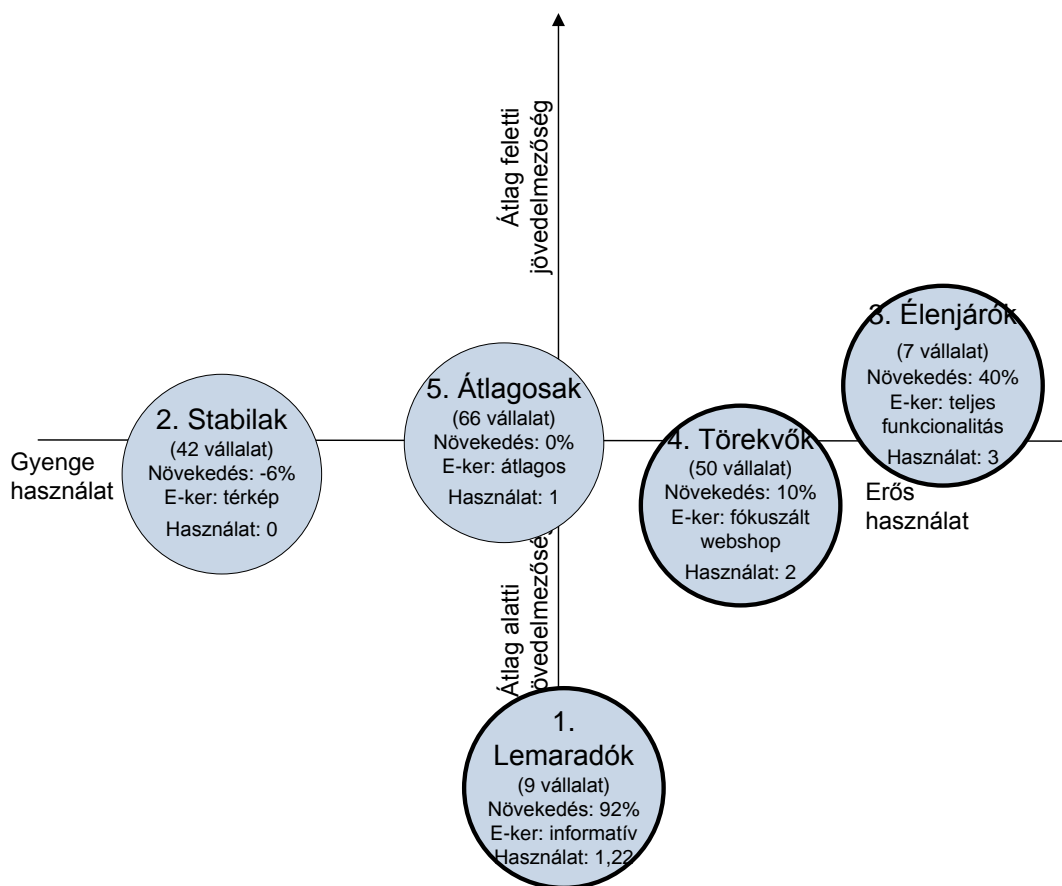 Átlag feletti
jövedelmezőség
3. Élenjárók
(7 vállalat)
Növekedés: 40%
E-ker: teljes
funkcionalitás
Használat: 3
5. Átlagosak
(66 vállalat)
Növekedés: 0%
E-ker: átlagos
Használat: 1
2. Stabilak
(42 vállalat)
Növekedés: -6%
E-ker: térkép
Használat: 0
4. Törekvők
(50 vállalat)
Növekedés: 10%
E-ker: fókuszált
webshop
Használat: 2
Gyenge
használat
Erős
használat
Átlag alatti
jövedelmezőség
1.
Lemaradók
(9 vállalat)
Növekedés: 92%
E-ker: informatív
Használat: 1,22